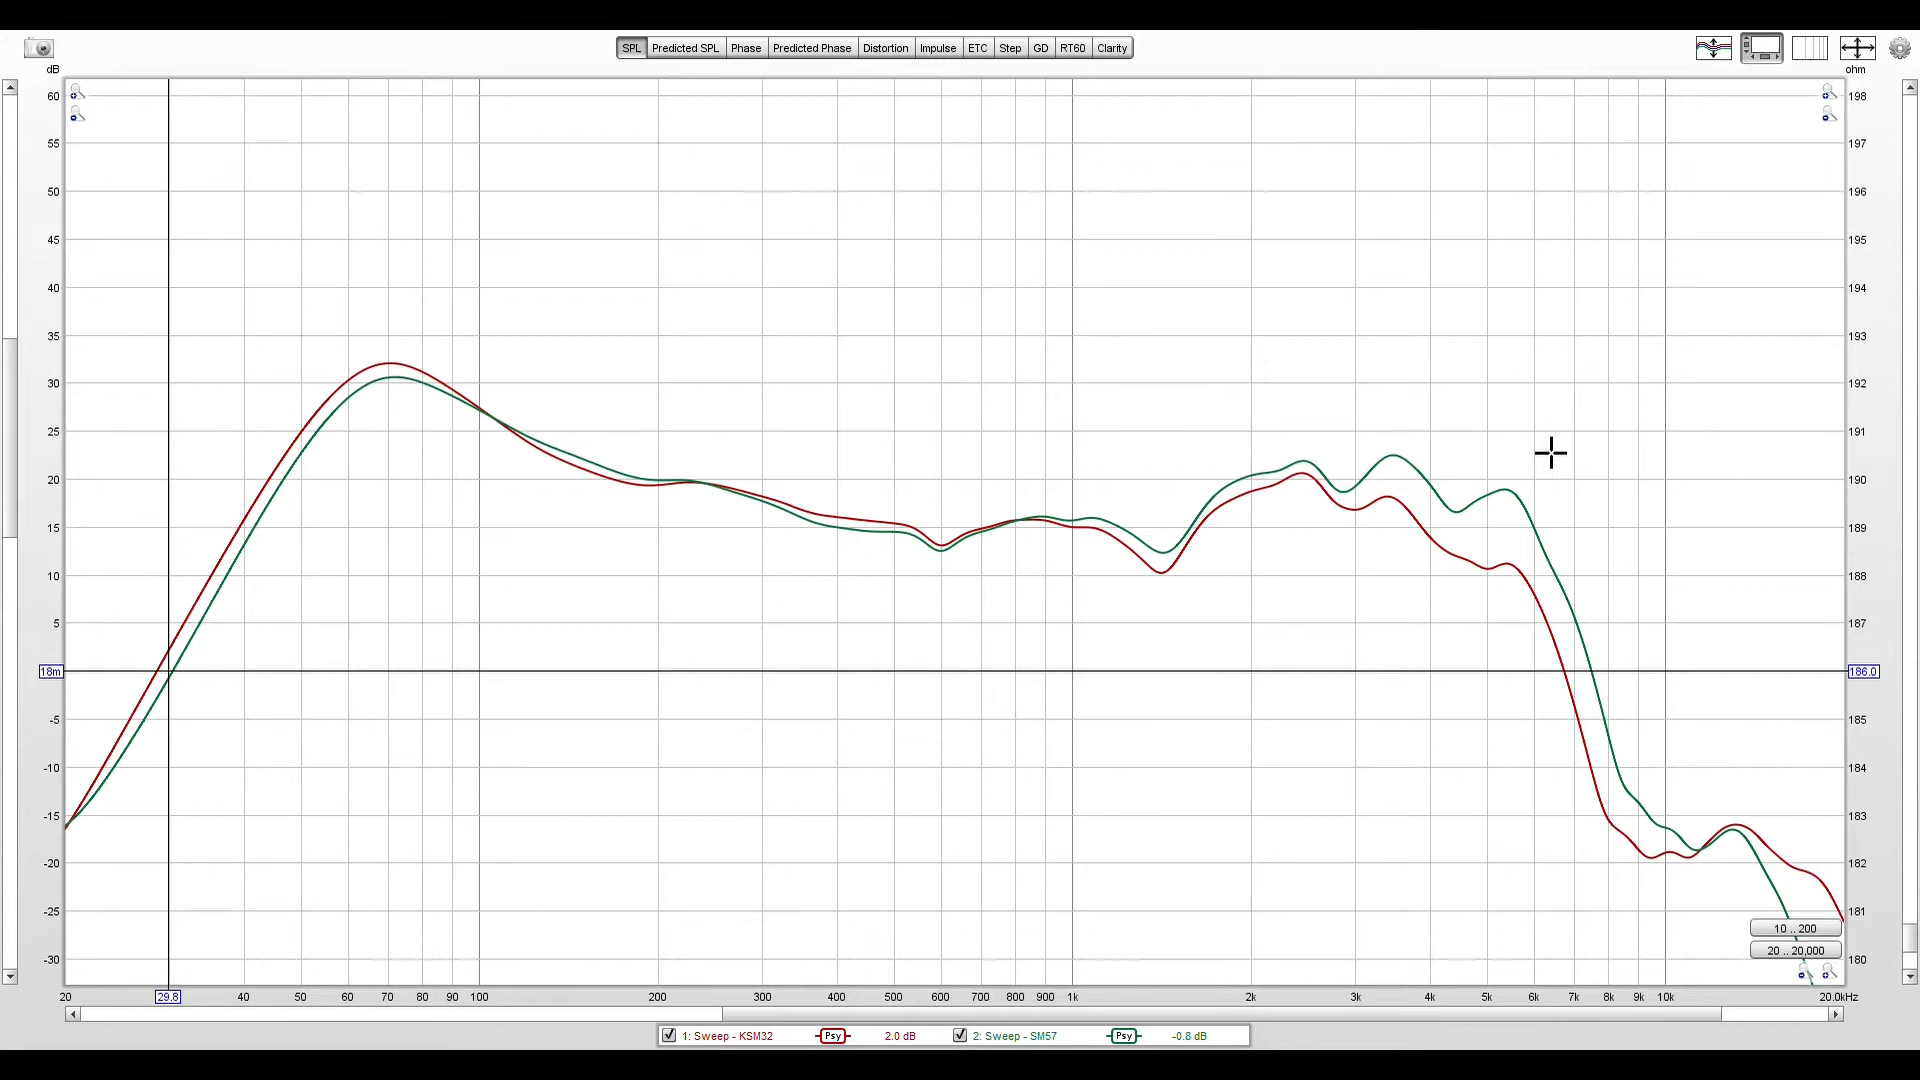 SPL Predicted SPL Phase Predicted Phase Distortion Impulse ETC Step GD RT60 Clarity
dB ohm
60 198
55 197
50 196
45 195
40 194
35 193
30 192
25 191
20 190
15 189
10 188
5 187
18m 186.0
-5 185
-10 184
-15 183
-20 182
-25 181
10 .. 200
20 .. 20,000
-30 180
20 29.8 40 50 60 70 80 90 100 200 300 400 500 600 700 800 900 1k 2k 3k 4k 5k 6k 7k 8k 9k 10k 20.0kHz
1: Sweep - KSM32 Psy 2.0 dB 2: Sweep - SM57 Psy -0.8 dB